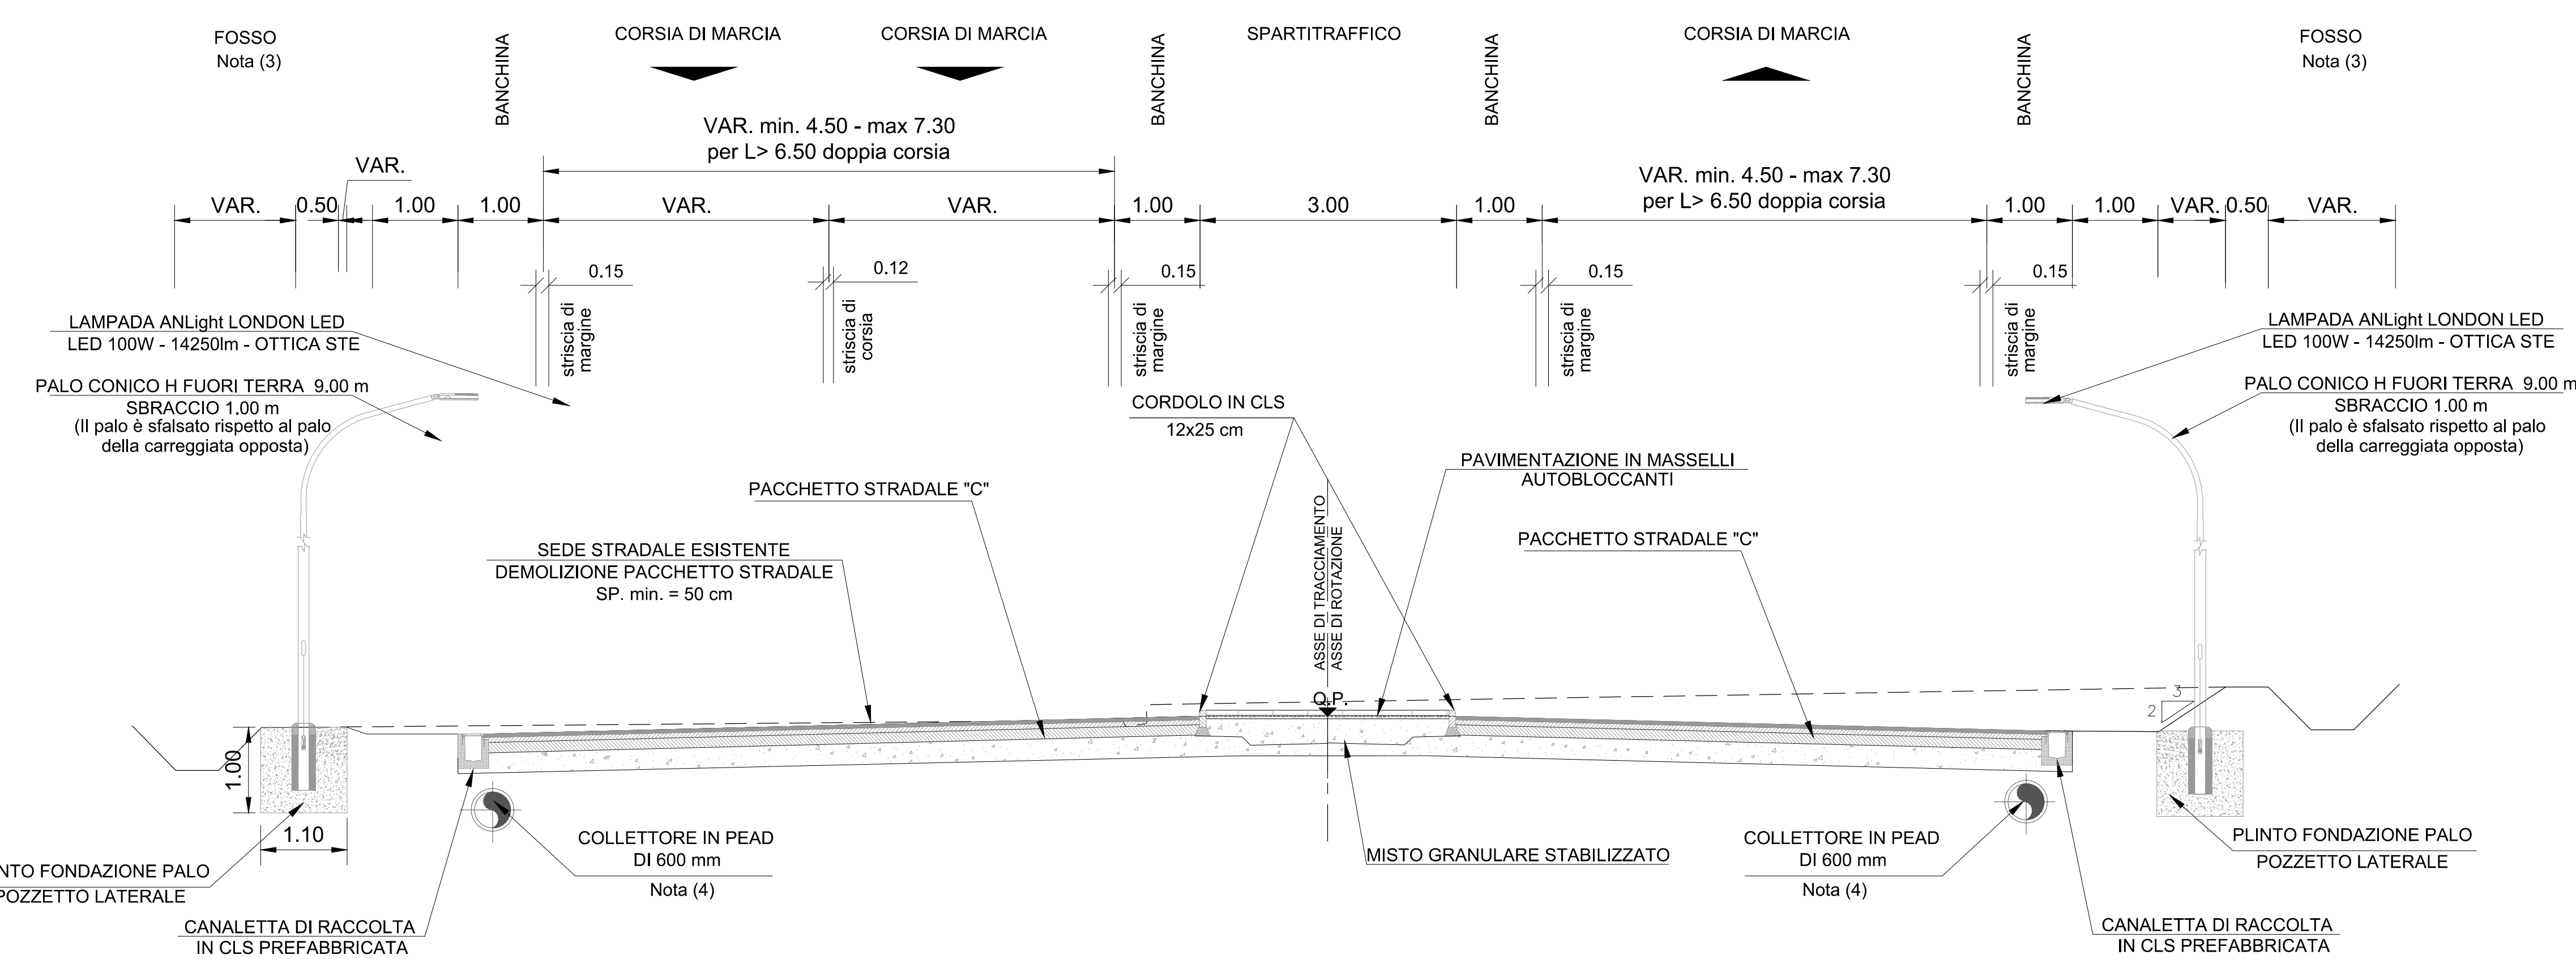 FOSSO
Nota (3)
BANCHINA
CORSIA DI MARCIA
CORSIA DI MARCIA
BANCHINA
SPARTITRAFFICO
BANCHINA
CORSIA DI MARCIA
BANCHINA
FOSSO
Nota (3)
VAR. min. 4.50 - max 7.30
per L> 6.50 doppia corsia
VAR. min. 4.50 - max 7.30
per L> 6.50 doppia corsia
VAR.
VAR.
0.50
1.00
1.00
VAR.
VAR.
1.00
3.00
1.00
1.00
1.00
VAR.
0.50
VAR.
0.15
0.12
0.15
0.15
0.15
striscia di
margine
striscia di
corsia
striscia di
margine
striscia di
margine
striscia di
margine
LAMPADA ANLight LONDON LED
LED 100W - 14250lm - OTTICA STE
PALO CONICO H FUORI TERRA 9.00 m
SBRACCIO 1.00 m
(Il palo è sfalsato rispetto al palo
della carreggiata opposta)
LAMPADA ANLight LONDON LED
LED 100W - 14250lm - OTTICA STE
PALO CONICO H FUORI TERRA 9.00 m
SBRACCIO 1.00 m
(Il palo è sfalsato rispetto al palo
della carreggiata opposta)
CORDOLO IN CLS
12x25 cm
PAVIMENTAZIONE IN MASSELLI
AUTOBLOCCANTI
PACCHETTO STRADALE "C"
SEDE STRADALE ESISTENTE
DEMOLIZIONE PACCHETTO STRADALE
SP. min. = 50 cm
ASSE DI TRACCIAMENTO
ASSE DI ROTAZIONE
PACCHETTO STRADALE "C"
Q.P.
3
2
1.00
1.10
NTO FONDAZIONE PALO
POZZETTO LATERALE
CANALETTA DI RACCOLTA
IN CLS PREFABBRICATA
COLLETTORE IN PEAD
DI 600 mm
Nota (4)
MISTO GRANULARE STABILIZZATO
COLLETTORE IN PEAD
DI 600 mm
Nota (4)
PLINTO FONDAZIONE PALO
POZZETTO LATERALE
CANALETTA DI RACCOLTA
IN CLS PREFABBRICATA